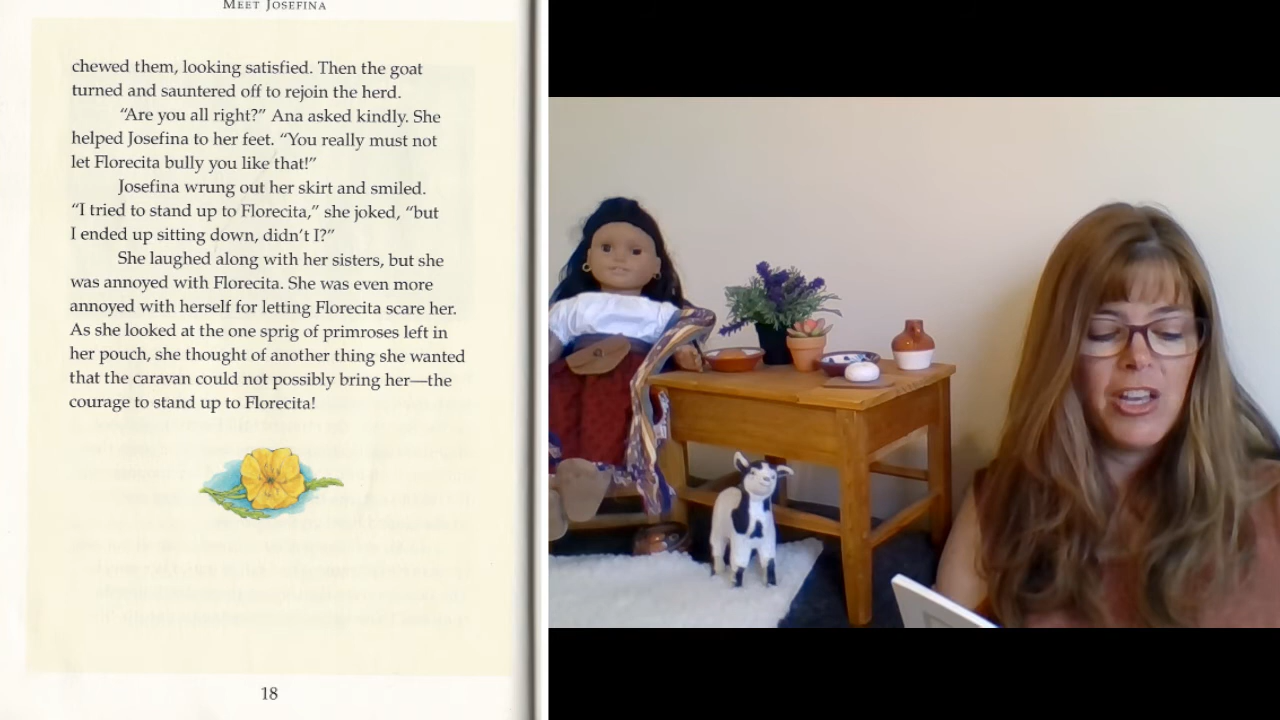 MEET JOSEFINA
chewed them, looking satisfied. Then the goat
turned and sauntered off to rejoin the herd.
“Are you all right?” Ana asked kindly. She
helped Josefina to her feet. “You really must not
let Florecita bully you like that!”
Josefina wrung out her skirt and smiled.
“I tried to stand up to Florecita,” she joked, “but
I ended up sitting down, didn’t I?”
She laughed along with her sisters, but she
was annoyed with Florecita. She was even more
annoyed with herself for letting Florecita scare her.
As she looked at the one sprig of primroses left in
her pouch, she thought of another thing she wanted
that the caravan could not possibly bring her—the
courage to stand up to Florecita!
18